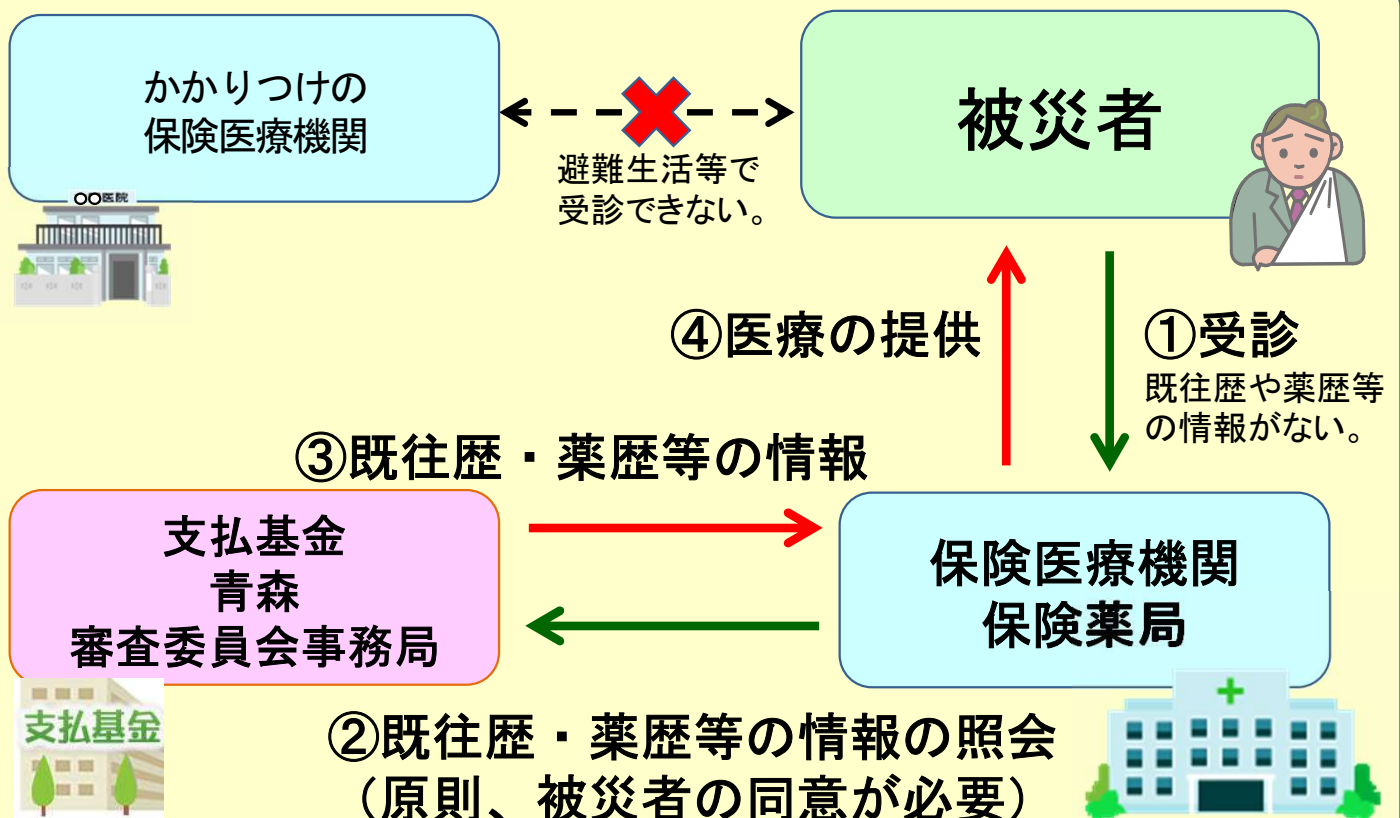 かかりつけの
保険医療機関
〇〇医院
避難生活等で
受診できない。
被災者
④医療の提供
①受診
既往歴や薬歴等
の情報がない。
③既往歴・薬歴等の情報
支払基金
青森
審査委員会事務局
保険医療機関
保険薬局
支払基金
②既往歴・薬歴等の情報の照会
（原則、被災者の同意が必要）